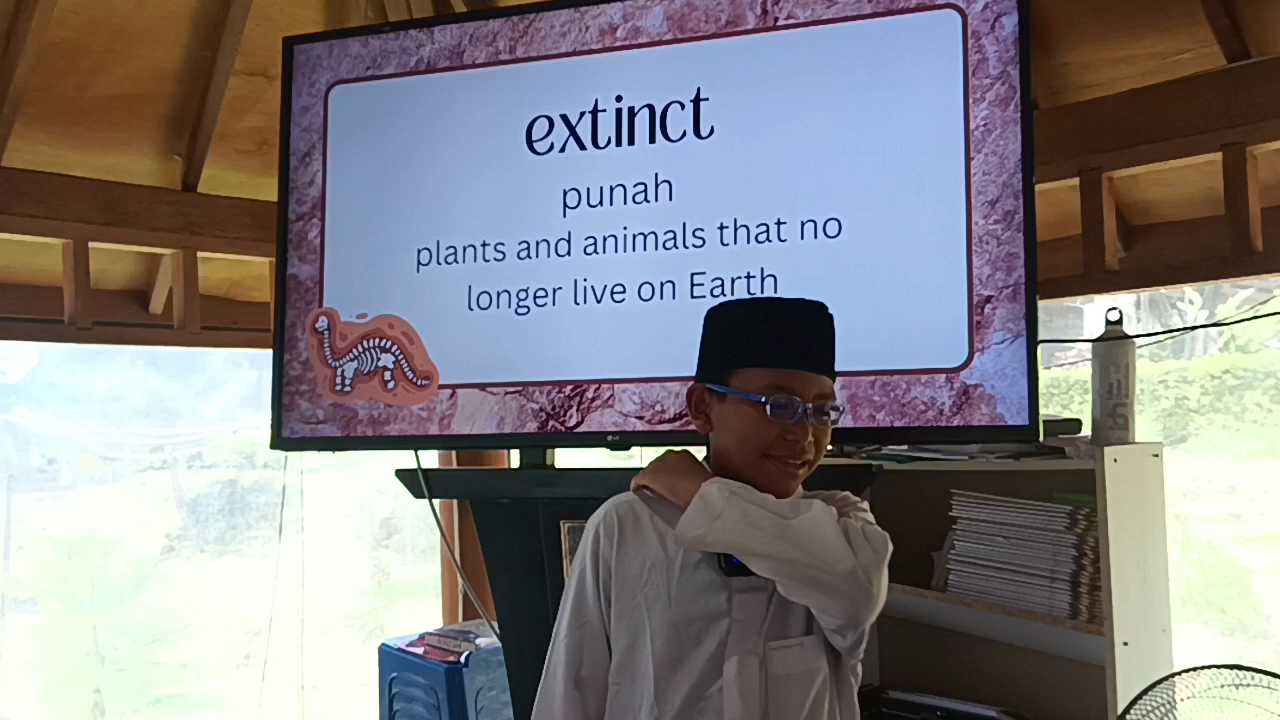 extinct
punah
plants and animals that no
longer live on Earth
LG